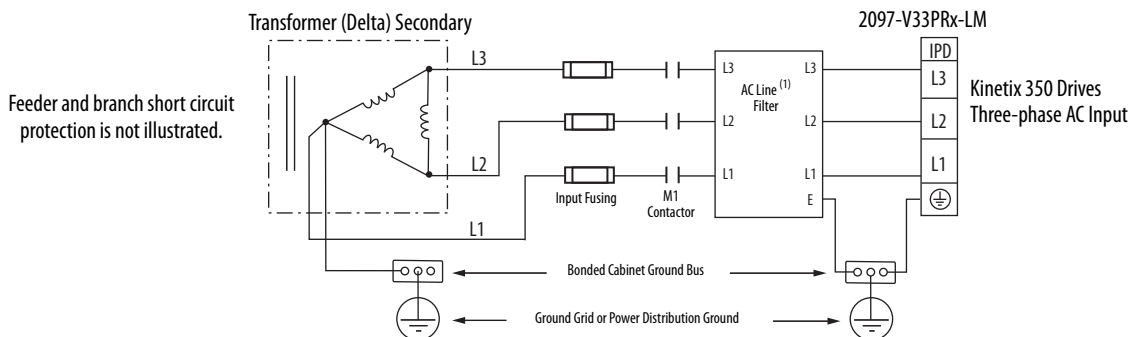 Transformer (Delta) Secondary
2097-V33PRx-LM
IPD
Feeder and branch short circuit
protection is not illustrated.
L3
L3
L3
L3
AC Line (1)
Filter
Kinetix 350 Drives
Three-phase AC Input
L2
L2
L2
L2
L1
L1
L1
L1
Input Fusing
M1
Contactor
E
Bonded Cabinet Ground Bus
Ground Grid or Power Distribution Ground